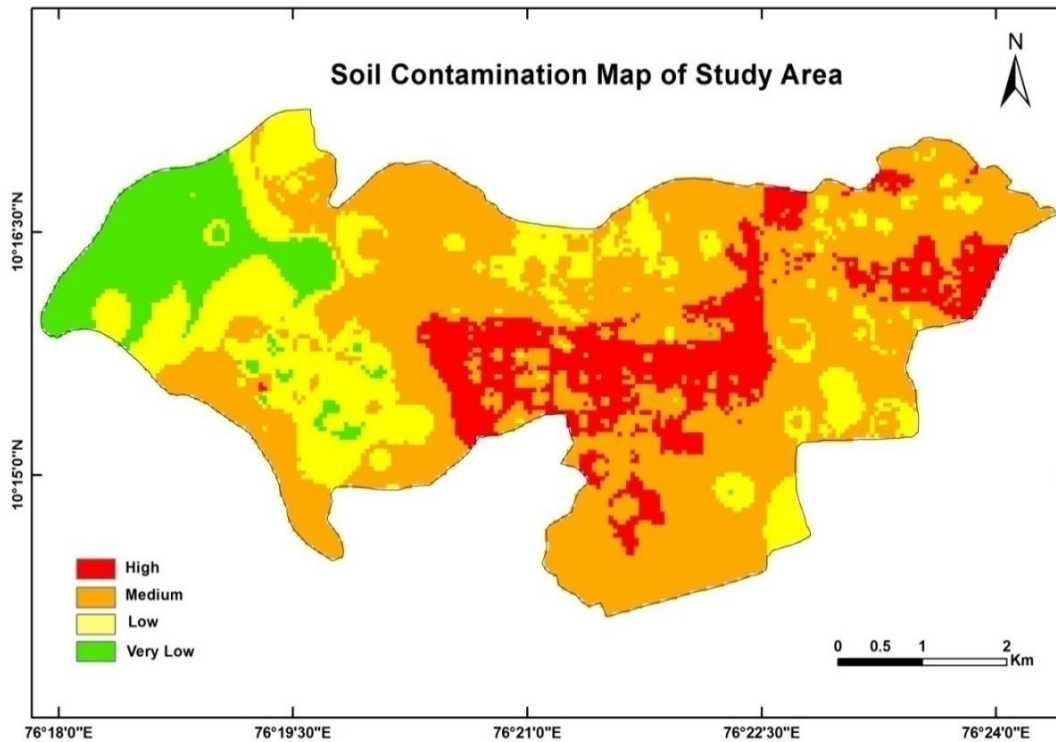 Soil Contamination Map of Study Area
N
10°16'30"N
10°15'0"N
High
Medium
Low
Very Low
0 0.5 1 2
Km
76°18'0"E 76°19'30"E 76°21'0"E 76°22'30"E 76°24'0"E